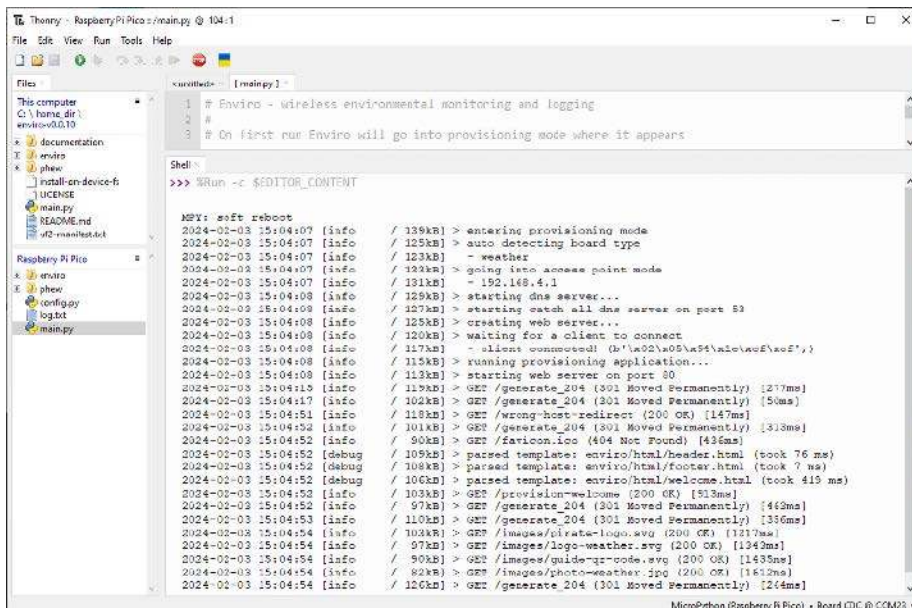 Thonny - Raspberry Pi Pico :: /main.py @ 104:1
File Edit View Run Tools Help
Files
This computer
C: \ home_dir \
enviro-v0.0.10
documentation
enviro
phew
install-on-device-fs
LICENSE
main.py
README.md
uf2-manifest.txt
Raspberry Pi Pico
enviro
phew
config.py
log.txt
main.py
<untitled> [ main.py ]
1 # Enviro - wireless environmental monitoring and logging
2 #
3 # On first run Enviro will go into provisioning mode where it appears
Shell
>>> %Run -c $EDITOR_CONTENT
MPY: soft reboot
2024-02-03 15:04:07 [info / 139kB] > entering provisioning mode
2024-02-03 15:04:07 [info / 125kB] > auto detecting board type
2024-02-03 15:04:07 [info / 123kB] - weather
2024-02-03 15:04:07 [info / 122kB] > going into access point mode
2024-02-03 15:04:07 [info / 131kB] - 192.168.4.1
2024-02-03 15:04:08 [info / 129kB] > starting dns server...
2024-02-03 15:04:08 [info / 127kB] > starting catch all dns server on port 53
2024-02-03 15:04:08 [info / 125kB] > creating web server...
2024-02-03 15:04:08 [info / 120kB] > waiting for a client to connect
2024-02-03 15:04:08 [info / 117kB] - client connected!
2024-02-03 15:04:08 [info / 115kB] > running provisioning application...
2024-02-03 15:04:08 [info / 113kB] > starting web server on port 80
2024-02-03 15:04:15 [info / 119kB] > GET /generate_204 (301 Moved Permanently) [277ms]
2024-02-03 15:04:17 [info / 102kB] > GET /generate_204 (301 Moved Permanently) [50ms]
2024-02-03 15:04:51 [info / 118kB] > GET /wrong-host-redirect (200 OK) [147ms]
2024-02-03 15:04:52 [info / 101kB] > GET /generate_204 (301 Moved Permanently) [313ms]
2024-02-03 15:04:52 [info / 90kB] > GET /favicon.ico (404 Not Found) [436ms]
2024-02-03 15:04:52 [debug / 109kB] > parsed template: enviro/html/header.html (took 76 ms)
2024-02-03 15:04:52 [debug / 108kB] > parsed template: enviro/html/footer.html (took 7 ms)
2024-02-03 15:04:52 [debug / 106kB] > parsed template: enviro/html/welcome.html (took 419 ms)
2024-02-03 15:04:52 [info / 103kB] > GET /provision-welcome (200 OK) [913ms]
2024-02-03 15:04:52 [info / 97kB] > GET /generate_204 (301 Moved Permanently) [463ms]
2024-02-03 15:04:53 [info / 110kB] > GET /generate_204 (301 Moved Permanently) [356ms]
2024-02-03 15:04:54 [info / 103kB] > GET /images/pirate-logo.svg (200 OK) [1217ms]
2024-02-03 15:04:54 [info / 97kB] > GET /images/logo-weather.svg (200 OK) [1343ms]
2024-02-03 15:04:54 [info / 90kB] > GET /images/guide-qr-code.svg (200 OK) [1435ms]
2024-02-03 15:04:54 [info / 82kB] > GET /images/photo-weather.jpg (200 OK) [1612ms]
2024-02-03 15:04:54 [info / 126kB] > GET /generate_204 (301 Moved Permanently) [264ms]
MicroPython (Raspberry Pi Pico) • Board CDC @ COM23